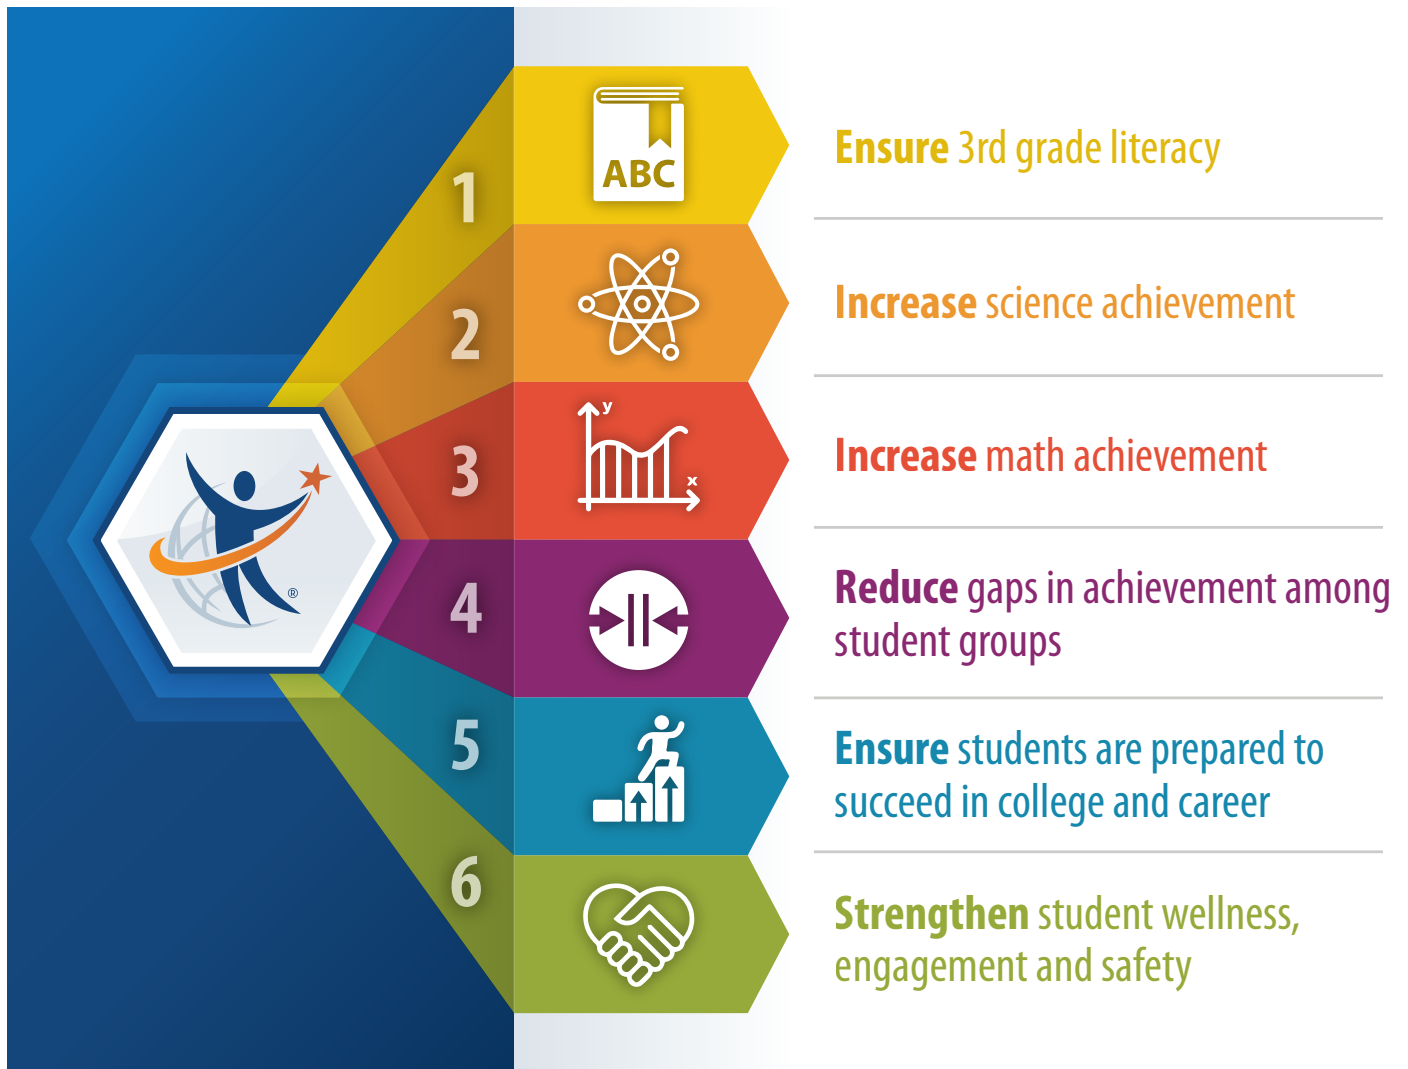 1
ABC
Ensure 3rd grade literacy
2
Increase science achievement
3
y
x
Increase math achievement
4
Reduce gaps in achievement among
student groups
5
Ensure students are prepared to
succeed in college and career
6
Strengthen student wellness,
engagement and safety
®